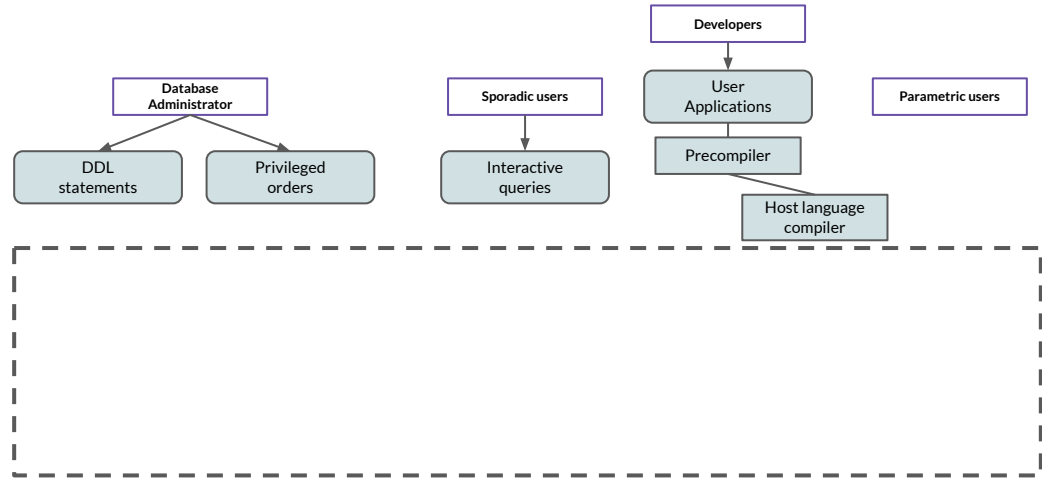 Developers
Database
Administrator
Sporadic users
User
Applications
Parametric users
DDL
statements
Privileged
orders
Interactive
queries
Precompiler
Host language
compiler